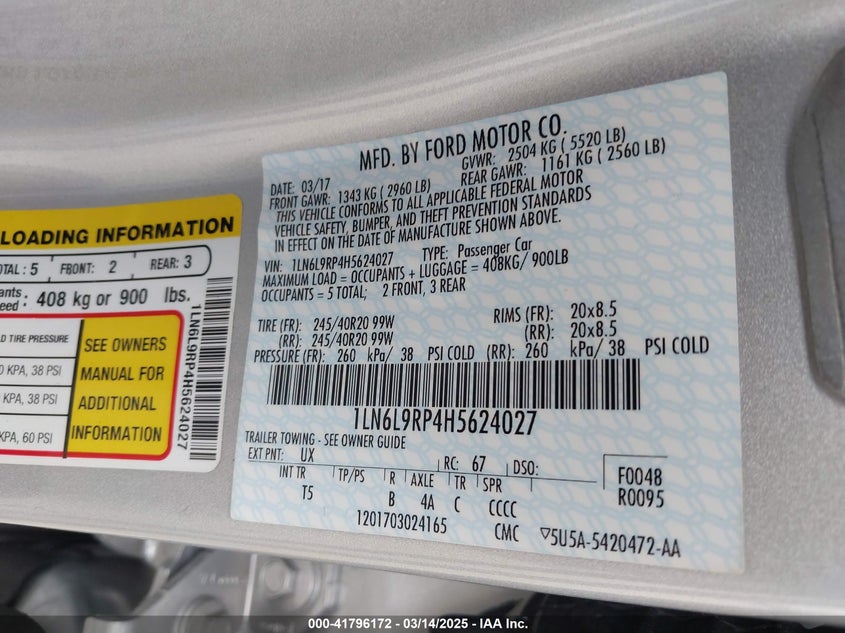 LOADING INFORMATION
TOTAL: 5 FRONT: 2 REAR: 3
408 kg or 900 lbs.
TIRE PRESSURE
KPA, 38 PSI
KPA, 38 PSI
KPA, 60 PSI
SEE OWNERS
MANUAL FOR
ADDITIONAL
INFORMATION
1LN6L9RP4H5624027
MFD. BY FORD MOTOR CO.
DATE: 03/17 GVWR: 2504 KG ( 5520 LB)
FRONT GAWR: 1343 KG ( 2960 LB) REAR GAWR: 1161 KG ( 2560 LB)
THIS VEHICLE CONFORMS TO ALL APPLICABLE FEDERAL MOTOR
VEHICLE SAFETY, BUMPER, AND THEFT PREVENTION STANDARDS
IN EFFECT ON THE DATE OF MANUFACTURE SHOWN ABOVE.
VIN: 1LN6L9RP4H5624027 TYPE: Passenger Car
MAXIMUM LOAD = OCCUPANTS + LUGGAGE = 408KG/ 900LB
OCCUPANTS = 5 TOTAL; 2 FRONT, 3 REAR
TIRE (FR): 245/40R20 99W RIMS (FR): 20x8.5
(RR): 245/40R20 99W (RR): 20x8.5
PRESSURE (FR): 260 kPa/ 38 PSI COLD (RR): 260 kPa/ 38 PSI COLD
1LN6L9RP4H5624027
TRAILER TOWING - SEE OWNER GUIDE
EXT PNT: UX RC: 67 DSO: F0048
INT TR TP/PS R AXLE TR SPR R0095
T5 B 4A C CCCC
1201703024165 CMC ▽5U5A-5420472-AA
000-41796172 | 03/14/2025 - IAA Inc.